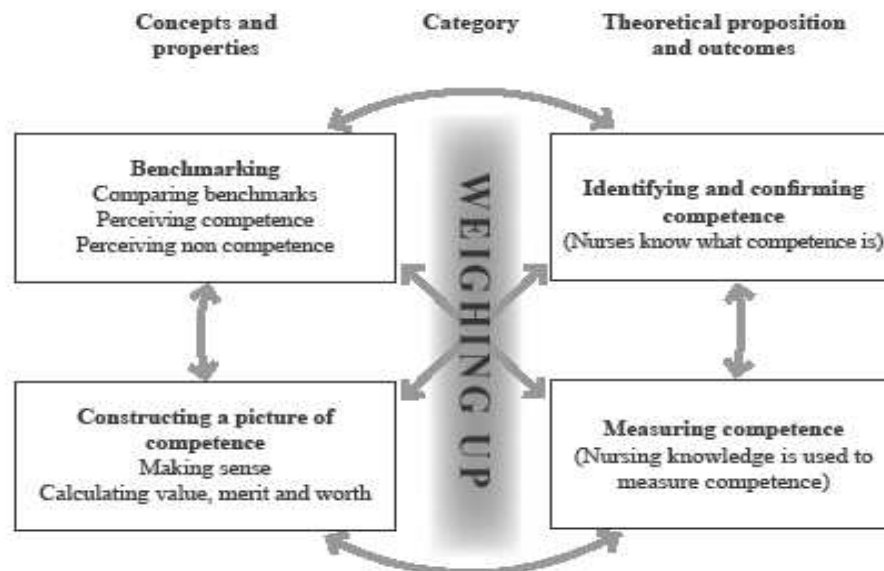 Concepts and
properties
Category
Theoretical proposition
and outcomes
Benchmarking
Comparing benchmarks
Perceiving competence
Perceiving non competence
WEIGHING UP
Identifying and confirming
competence
(Nurses know what competence is)
Constructing a picture of
competence
Making sense
Calculating value, merit and worth
Measuring competence
(Nursing knowledge is used to
measure competence)